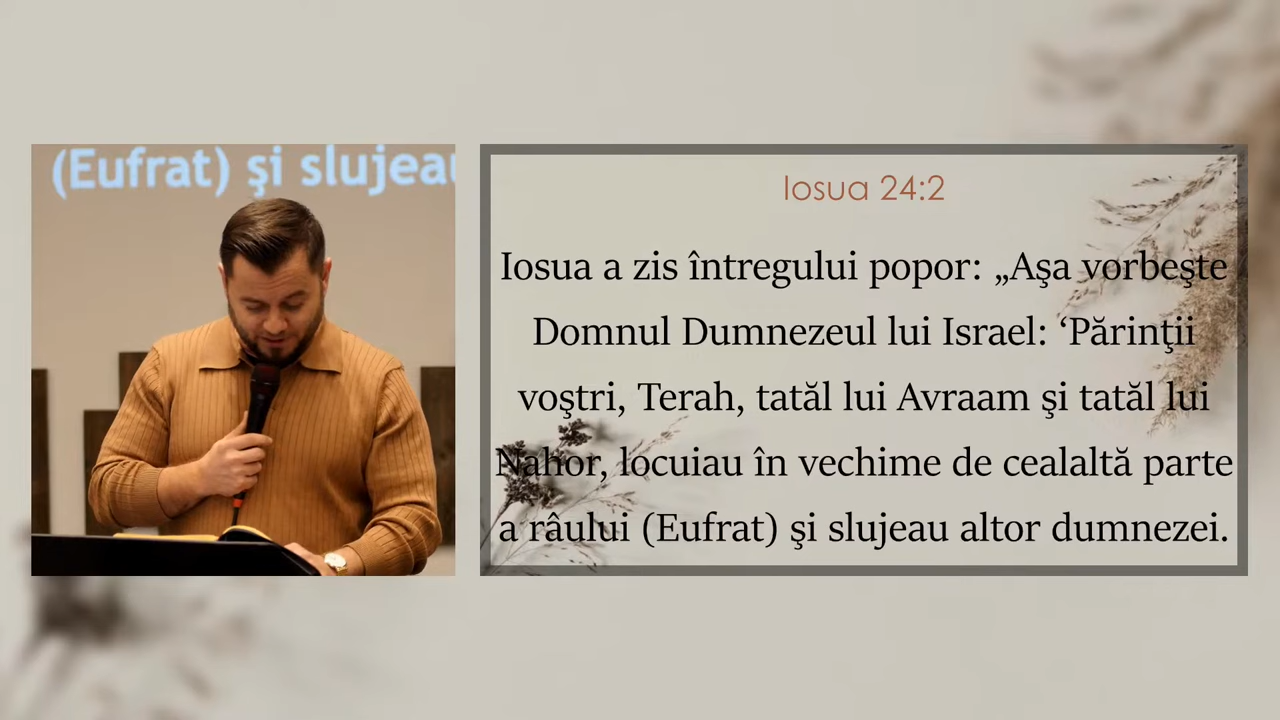 (Eufrat) şi slujeau
Iosua 24:2
Iosua a zis întregului popor: „Aşa vorbeşte
Domnul Dumnezeul lui Israel: ‘Părinţii
voştri, Terah, tatăl lui Avraam şi tatăl lui
Nahor, locuiau în vechime de cealaltă parte
a râului (Eufrat) şi slujeau altor dumnezei.